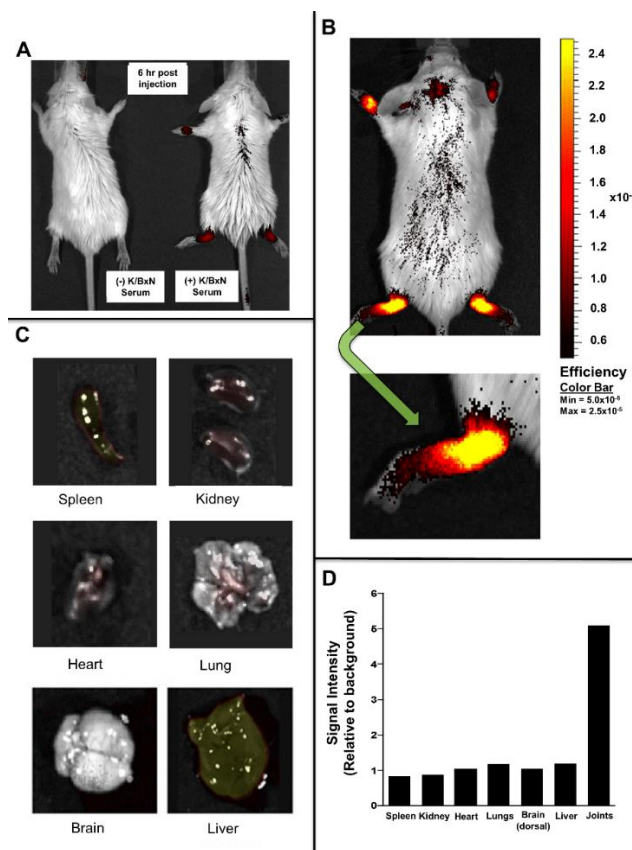 A
6 hr post
injection
(-) K/BxN
Serum
(+) K/BxN
Serum
B
2.4
2.2
2.0
1.8
x10-
1.6
1.4
1.2
1.0
0.8
0.6
Efficiency
Color Bar
Min = 5.0x10-6
Max = 2.5x10-5
C
Spleen
Kidney
Heart
Lung
Brain
Liver
D
Signal Intensity
(Relative to background)
6
5
4
3
2
1
0
Spleen Kidney Heart Lungs Brain Liver Joints
(dorsal)